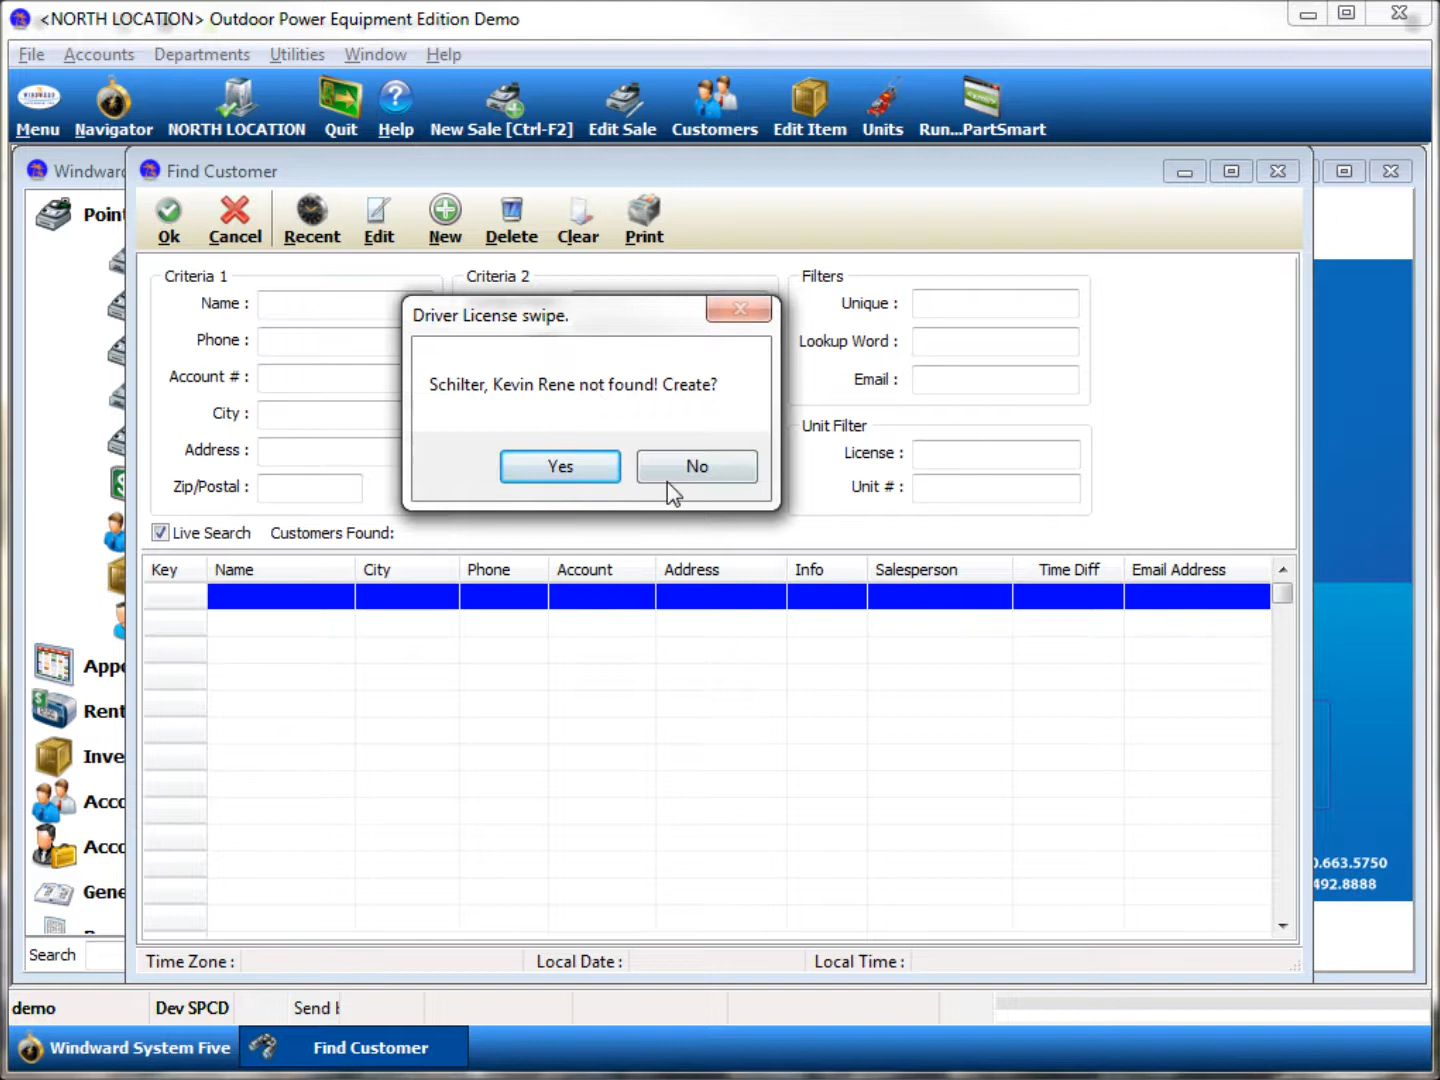 <NORTH LOCATION> Outdoor Power Equipment Edition Demo
File Accounts Departments Utilities Window Help
WINDWARD
Menu Navigator NORTH LOCATION Quit Help New Sale [Ctrl-F2] Edit Sale Customers Edit Item Units Run...PartSmart
Windward
Find Customer
Point
Ok Cancel Recent Edit New Delete Clear Print
Criteria 1 Criteria 2 Filters
Name :
Phone :
Account # :
City :
Address :
Zip/Postal :
Driver License swipe.
Schilter, Kevin Rene not found! Create?
Yes No
Unique :
Lookup Word :
Email :
Unit Filter
License :
Unit # :
Live Search Customers Found:
Key Name City Phone Account Address Info Salesperson Time Diff Email Address
Appo
Rent
Inve
Acco
Acco
Gene
0.663.5750
492.8888
Search
Time Zone : Local Date : Local Time :
demo Dev SPCD Send
Windward System Five Find Customer